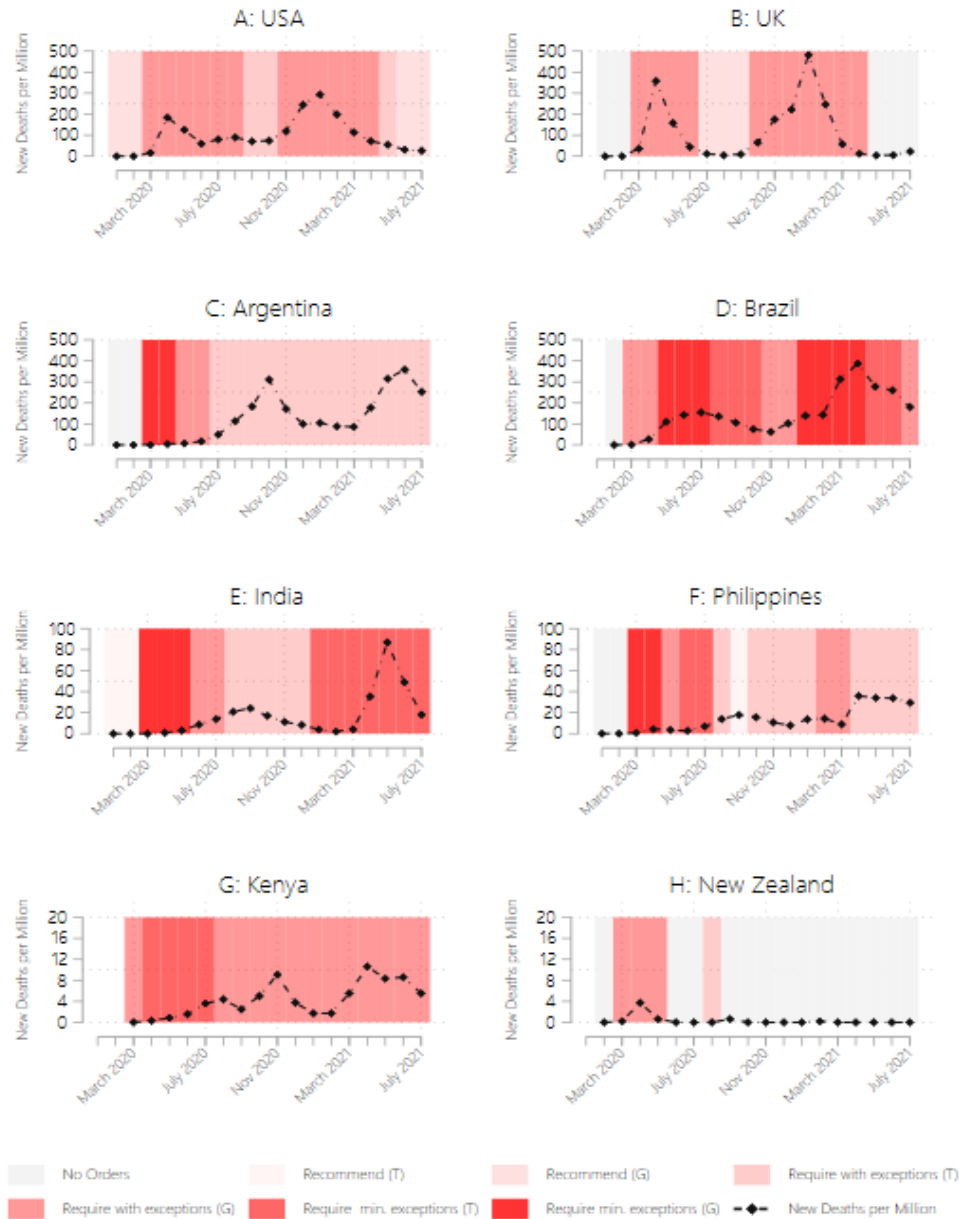 A: USA
B: UK
New Deaths per Million
500
400
300
200
100
0
March 2020
July 2020
Nov 2020
March 2021
July 2021
New Deaths per Million
500
400
300
200
100
0
March 2020
July 2020
Nov 2020
March 2021
July 2021
C: Argentina
D: Brazil
New Deaths per Million
500
400
300
200
100
0
March 2020
July 2020
Nov 2020
March 2021
July 2021
New Deaths per Million
500
400
300
200
100
0
March 2020
July 2020
Nov 2020
March 2021
July 2021
E: India
F: Philippines
New Deaths per Million
100
80
60
40
20
0
March 2020
July 2020
Nov 2020
March 2021
July 2021
New Deaths per Million
100
80
60
40
20
0
March 2020
July 2020
Nov 2020
March 2021
July 2021
G: Kenya
H: New Zealand
New Deaths per Million
20
16
12
8
4
0
March 2020
July 2020
Nov 2020
March 2021
July 2021
New Deaths per Million
20
16
12
8
4
0
March 2020
July 2020
Nov 2020
March 2021
July 2021
No Orders Recommend (T) Recommend (G) Require with exceptions (T)
Require with exceptions (G) Require min. exceptions (T) Require min. exceptions (G) New Deaths per Million